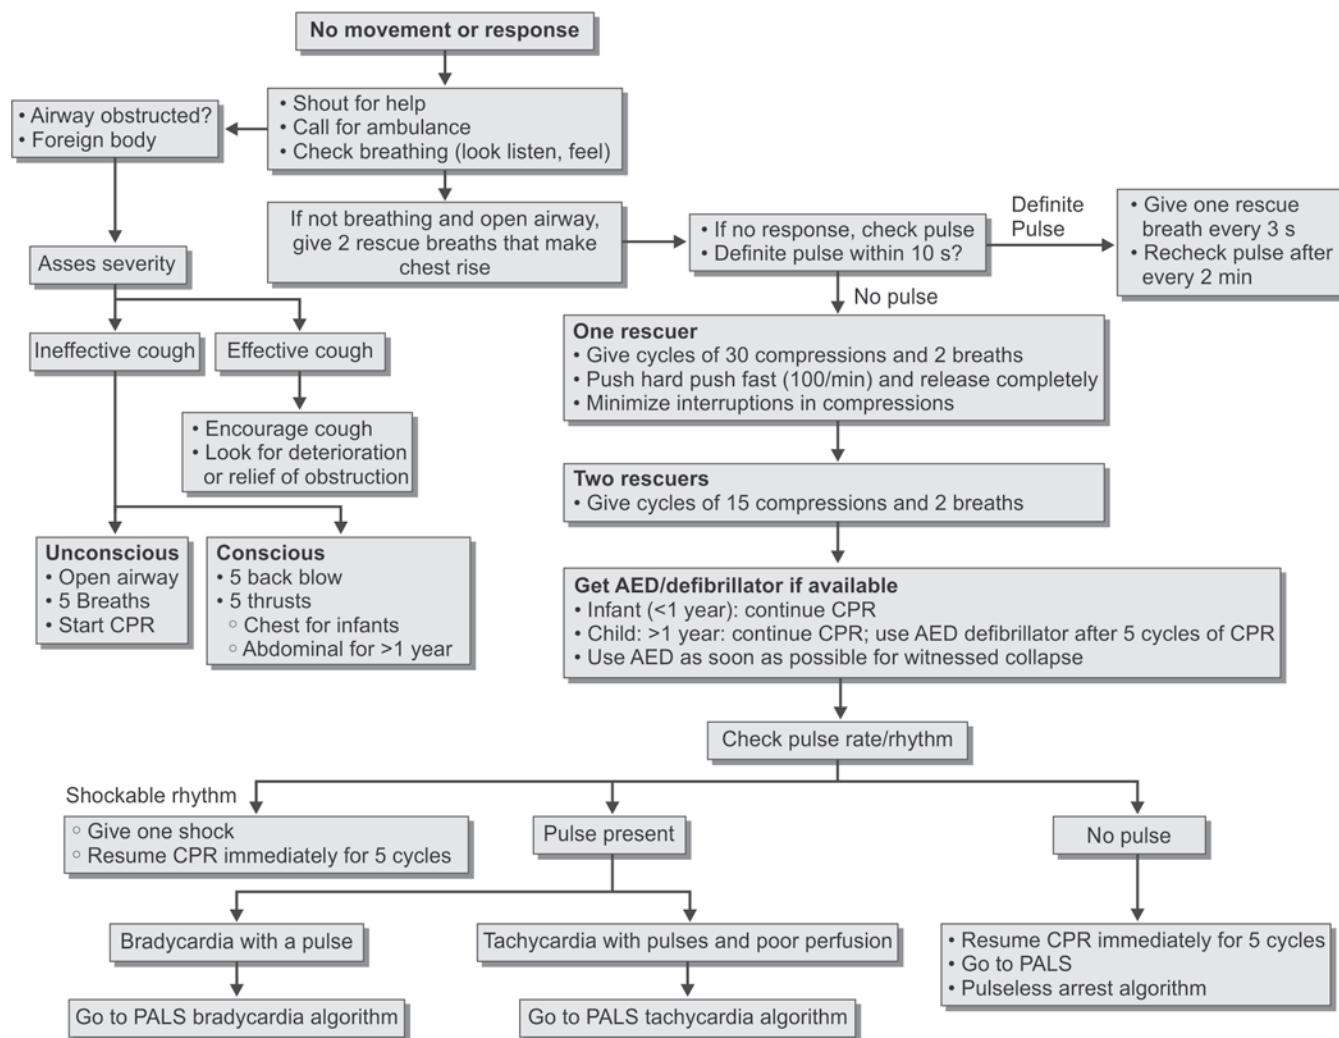 No movement or response
• Shout for help
• Call for ambulance
• Check breathing (look listen, feel)
• Airway obstructed?
• Foreign body
If not breathing and open airway,
give 2 rescue breaths that make
chest rise
• If no response, check pulse
• Definite pulse within 10 s?
Definite
Pulse
• Give one rescue
breath every 3 s
• Recheck pulse after
every 2 min
Asses severity
Ineffective cough
Effective cough
• Encourage cough
• Look for deterioration
or relief of obstruction
Unconscious
• Open airway
• 5 Breaths
• Start CPR
Conscious
• 5 back blow
• 5 thrusts
○ Chest for infants
○ Abdominal for >1 year
No pulse
One rescuer
• Give cycles of 30 compressions and 2 breaths
• Push hard push fast (100/min) and release completely
• Minimize interruptions in compressions
Two rescuers
• Give cycles of 15 compressions and 2 breaths
Get AED/defibrillator if available
• Infant (<1 year): continue CPR
• Child: >1 year: continue CPR; use AED defibrillator after 5 cycles of CPR
• Use AED as soon as possible for witnessed collapse
Check pulse rate/rhythm
Shockable rhythm
○ Give one shock
○ Resume CPR immediately for 5 cycles
Pulse present
No pulse
Bradycardia with a pulse
Tachycardia with pulses and poor perfusion
• Resume CPR immediately for 5 cycles
• Go to PALS
• Pulseless arrest algorithm
Go to PALS bradycardia algorithm
Go to PALS tachycardia algorithm